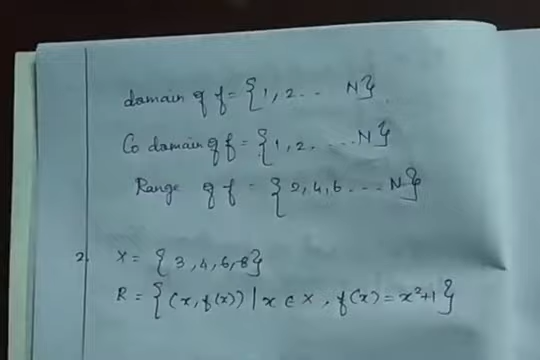 domain of f = {1, 2 .. N}
Co domain of f = {1, 2, .... N}
Range of f = {2, 4, 6 ... N}
2. X = {3, 4, 6, 8}
R = {(x, f(x)) | x ∈ X, f(x) = x²+1}